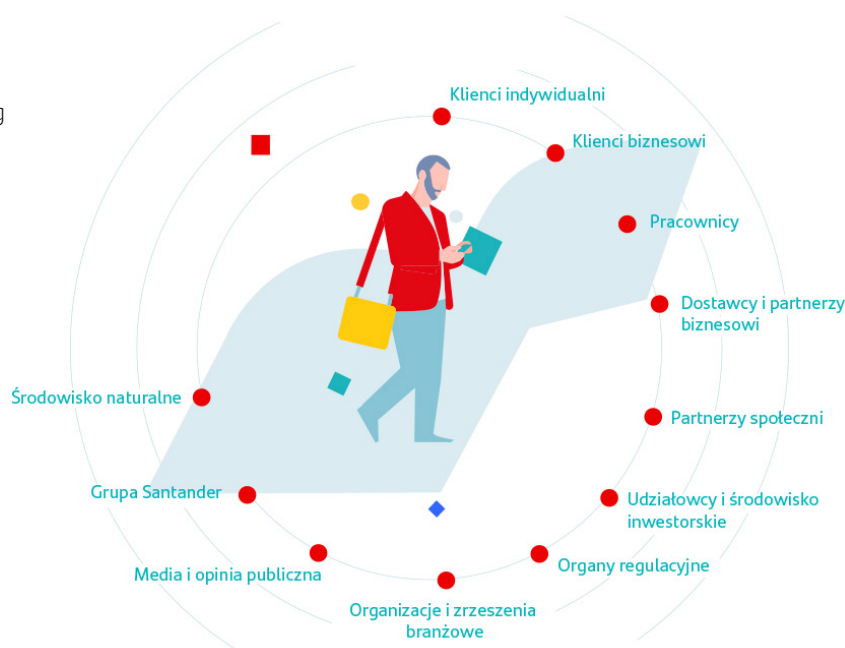 Klienci indywidualni
g
Klienci biznesowi
Pracownicy
Dostawcy i partnerzy
biznesowi
Partnerzy społeczni
Udziałowcy i środowisko
inwestorskie
Organy regulacyjne
Organizacje i zrzeszenia
branżowe
Media i opinia publiczna
Grupa Santander
Środowisko naturalne